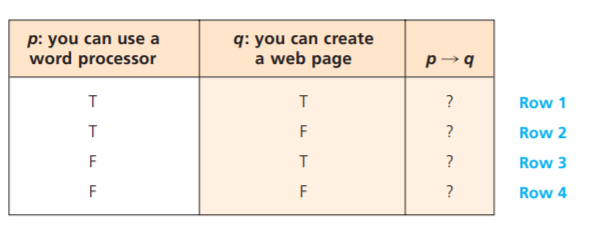 p: you can use a
word processor
q: you can create
a web page
p → q
T T ? Row 1
T F ? Row 2
F T ? Row 3
F F ? Row 4